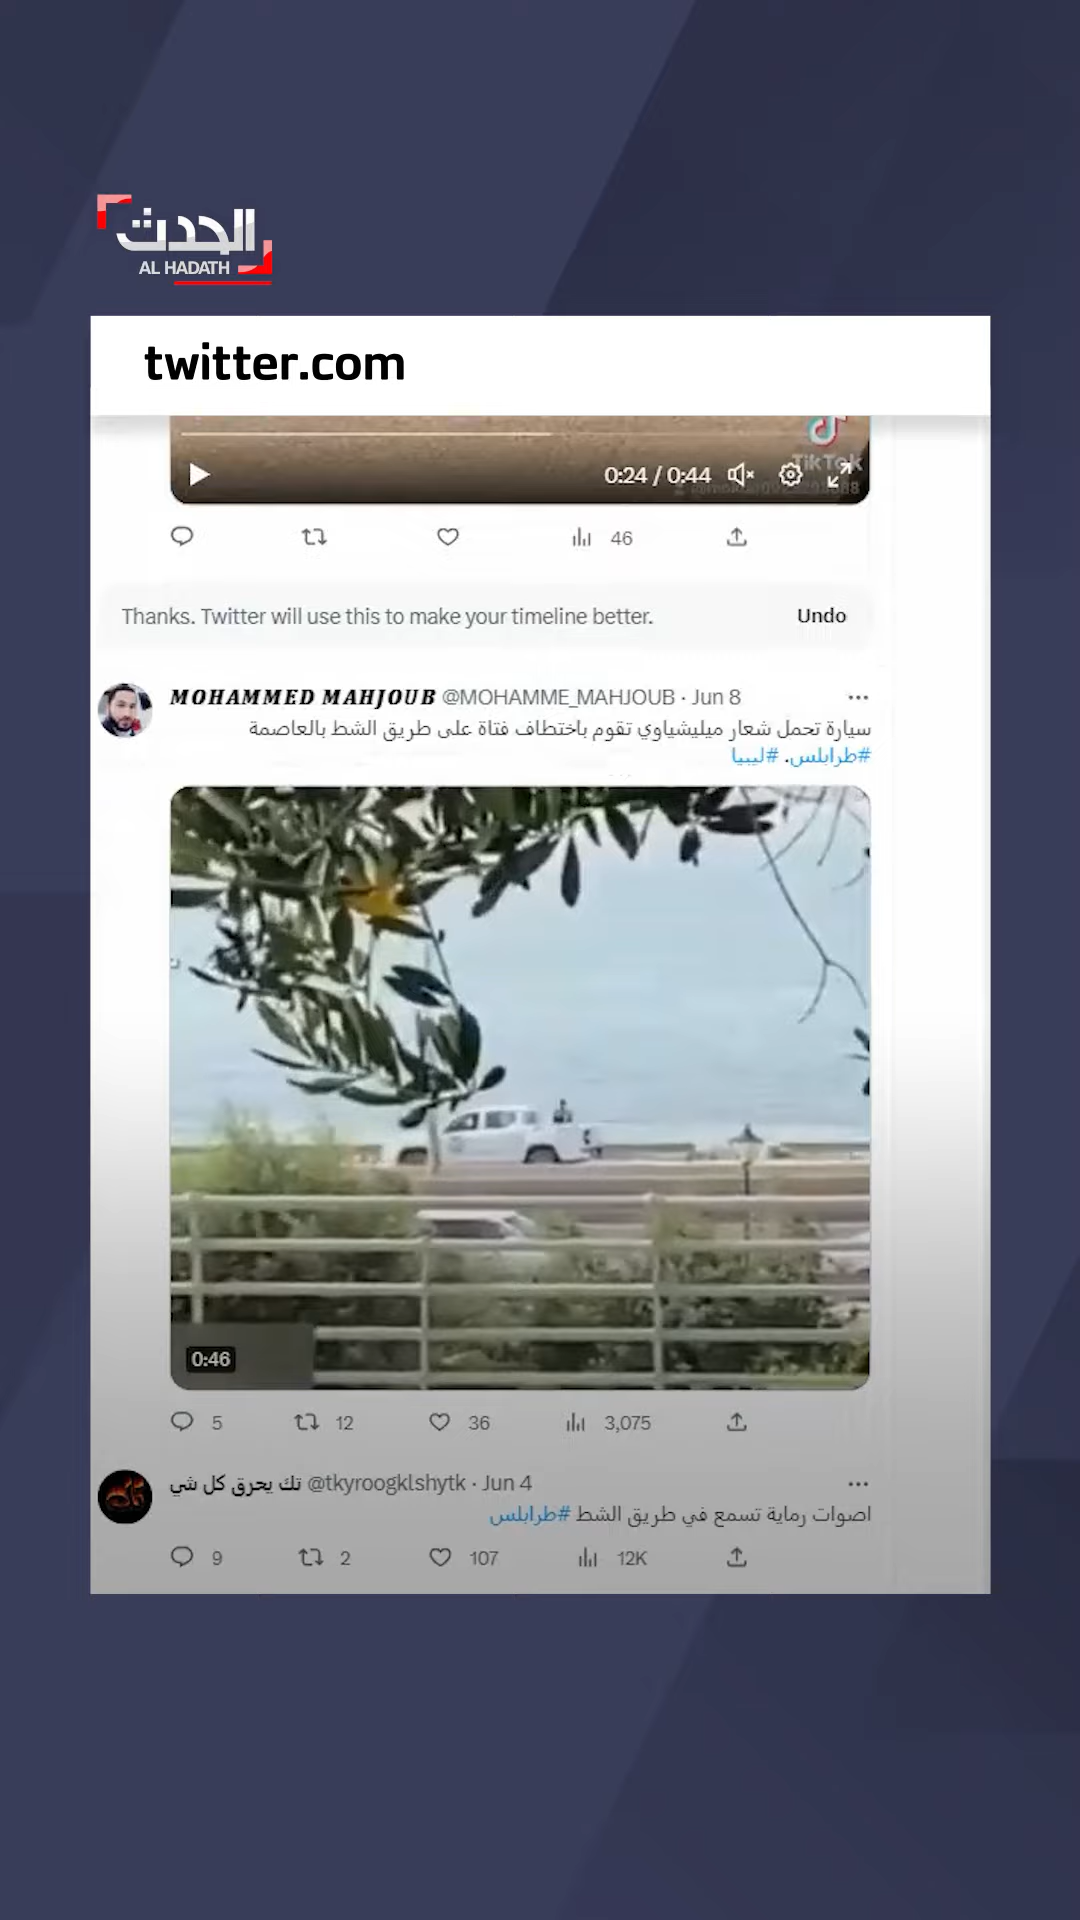 الحدث
AL HADATH
twitter.com
TikTok
0:24 / 0:44
46
Thanks. Twitter will use this to make your timeline better. Undo
MOHAMMED MAHJOUB @MOHAMME_MAHJOUB · Jun 8
سيارة تحمل شعار ميليشياوي تقوم باختطاف فتاة على طريق الشط بالعاصمة
#طرابلس. #ليبيا
0:46
5 12 36 3,075
تك يحرق كل شي @tkyroogklshytk · Jun 4
اصوات رماية تسمع في طريق الشط #طرابلس
9 2 107 12K